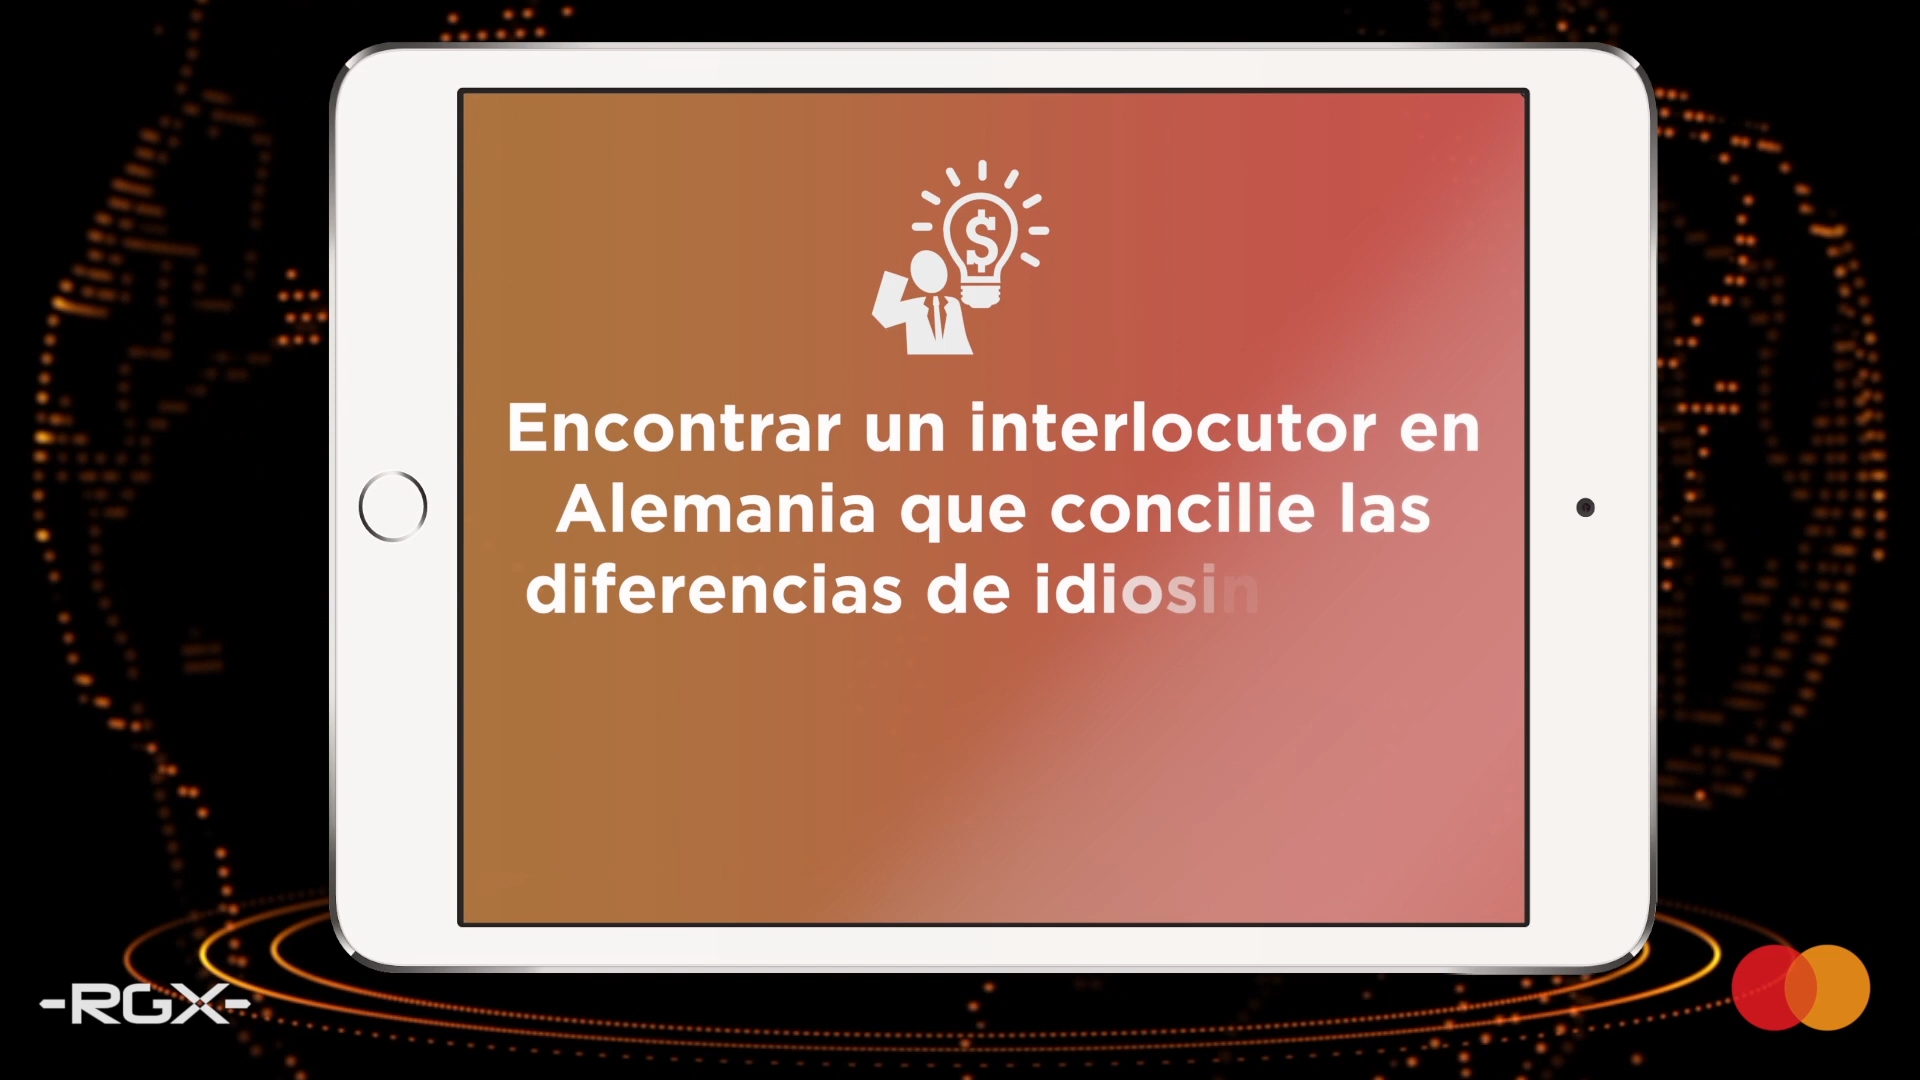 Encontrar un interlocutor en
Alemania que concilie las
diferencias de idiosin
-RGX-